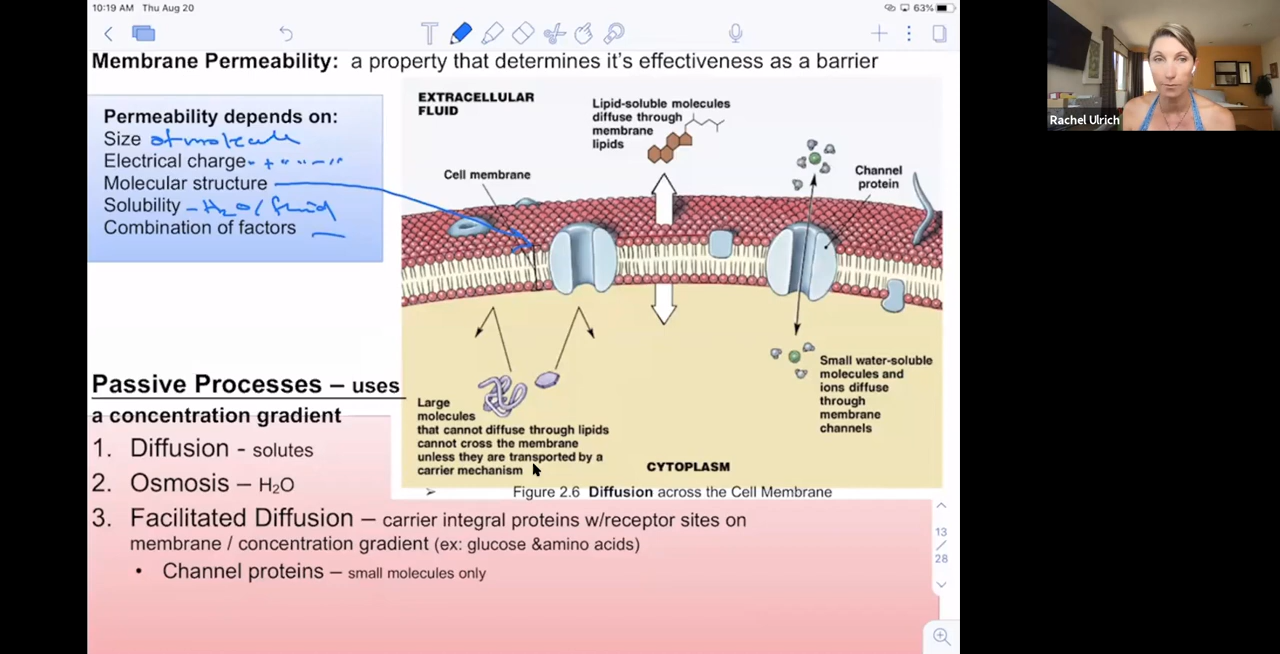 10:19 AM Thu Aug 20
63%
Membrane Permeability: a property that determines it's effectiveness as a barrier
Permeability depends on:
Size of molecule
Electrical charge - + " " - "
Molecular structure
Solubility - H2O / fluid
Combination of factors
EXTRACELLULAR
FLUID
Lipid-soluble molecules
diffuse through
membrane
lipids
Cell membrane
Channel
protein
Large
molecules
that cannot diffuse through lipids
cannot cross the membrane
unless they are transported by a
carrier mechanism
Small water-soluble
molecules and
ions diffuse
through
membrane
channels
CYTOPLASM
➢ Figure 2.6 Diffusion across the Cell Membrane
Passive Processes – uses
a concentration gradient
1. Diffusion - solutes
2. Osmosis – H2O
3. Facilitated Diffusion – carrier integral proteins w/receptor sites on
membrane / concentration gradient (ex: glucose &amino acids)
• Channel proteins – small molecules only
13
/
28
Rachel Ulrich